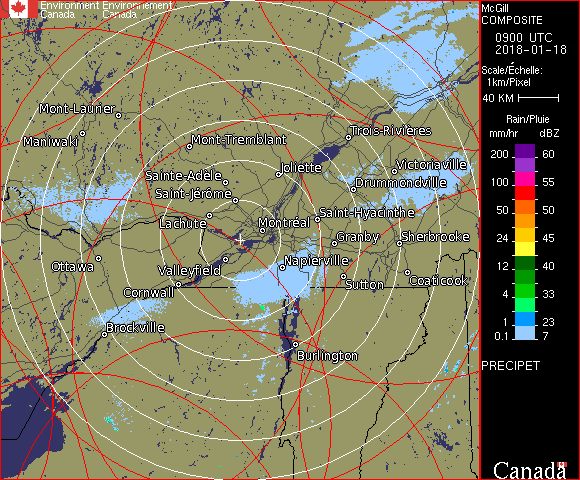 Environment Environnement
Canada Canada
Mont-Laurier
Maniwaki
Mont-Tremblant
Trois-Rivières
Joliette
Victoriaville
Sainte-Adèle
Drummondville
Saint-Jérôme
Saint-Hyacinthe
Lachute
Montréal
Granby
Sherbrooke
Ottawa
Valleyfield
Napierville
Sutton
Coaticook
Cornwall
Brockville
Burlington
McGill
COMPOSITE
0900 UTC
2018-01-18
Scale/Échelle:
1km/Pixel
40 KM
Rain/Pluie
mm/hr dBZ
200 60
100 55
50 50
24 45
12 40
4 33
1 23
0.1 7
PRECIPET
Canada